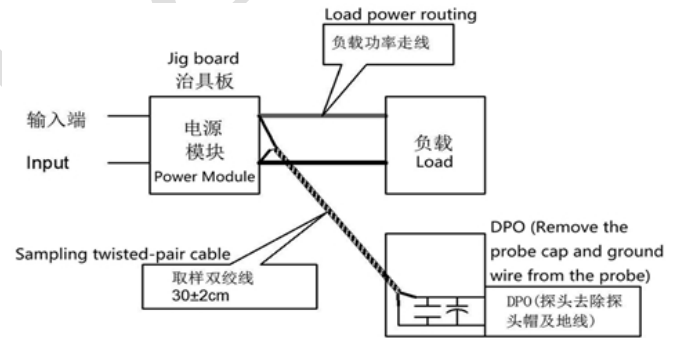 Load power routing
负载功率走线
Jig board
治具板
输入端
Input
电源
模块
Power Module
负载
Load
Sampling twisted-pair cable
取样双绞线
30±2cm
DPO (Remove the
probe cap and ground
wire from the probe)
DPO(探头去除探
头帽及地线)